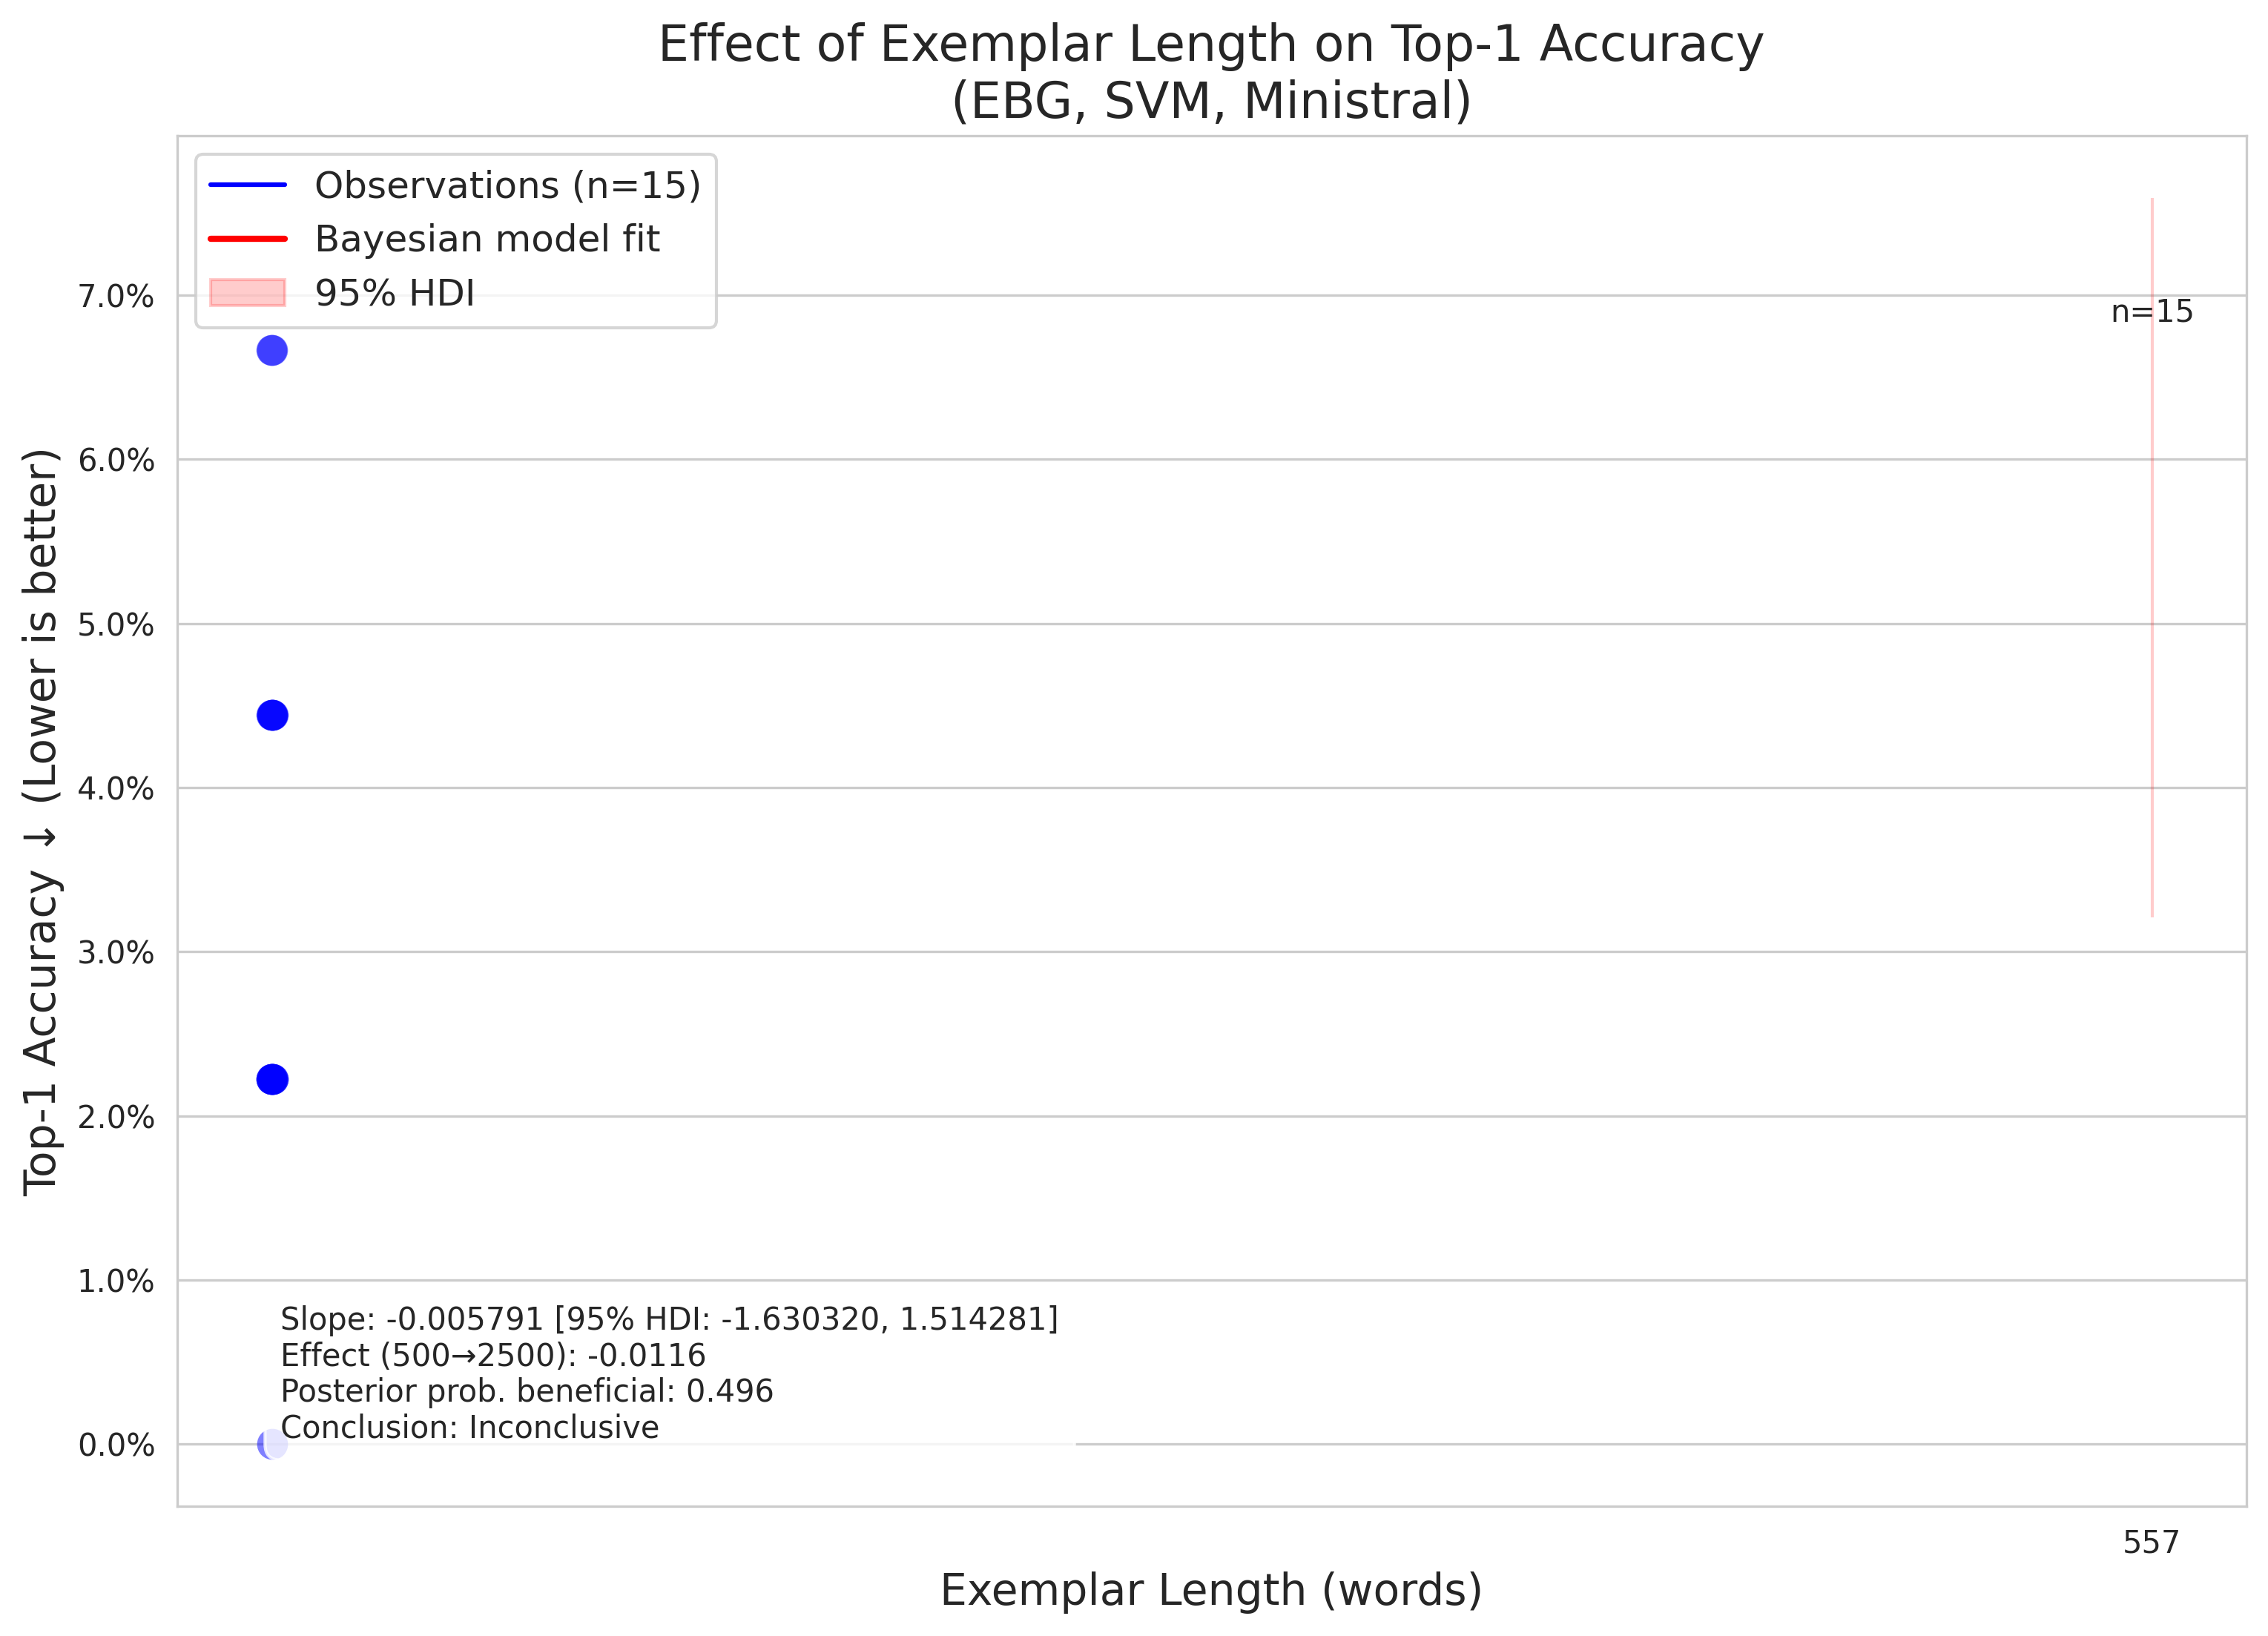 Effect of Exemplar Length on Top-1 Accuracy
(EBG, SVM, Ministral)
Observations (n=15)
Bayesian model fit
95% HDI
7.0%
6.0%
5.0%
4.0%
3.0%
2.0%
1.0%
0.0%
Top-1 Accuracy ↓ (Lower is better)
n=15
Slope: -0.005791 [95% HDI: -1.630320, 1.514281]
Effect (500→2500): -0.0116
Posterior prob. beneficial: 0.496
Conclusion: Inconclusive
557
Exemplar Length (words)